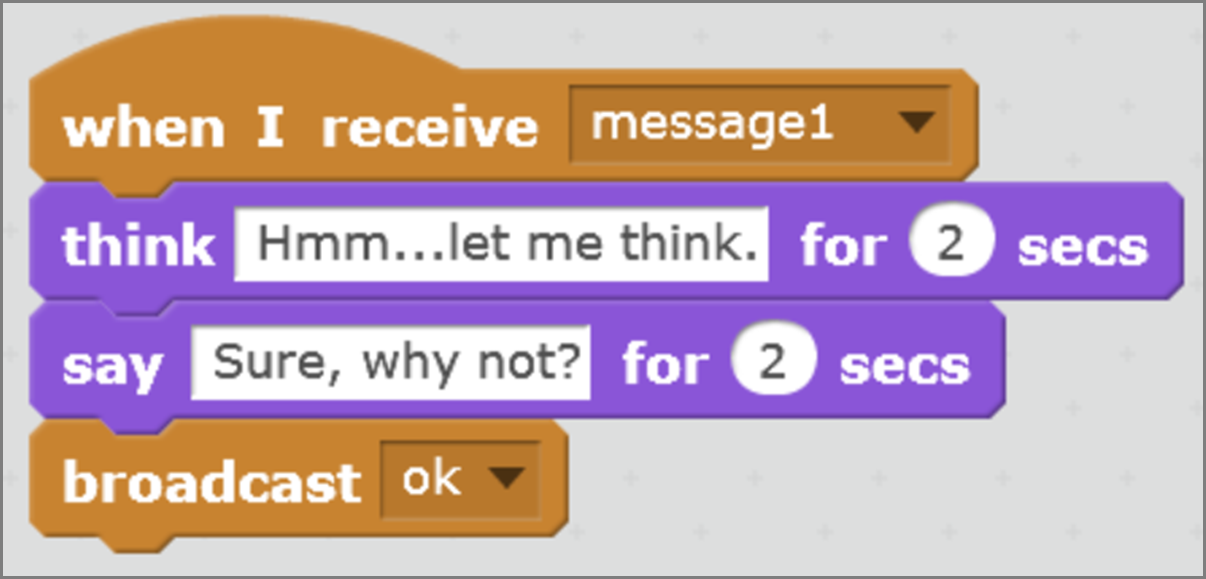 when I receive message1
think Hmm...let me think. for 2 secs
say Sure, why not? for 2 secs
broadcast ok